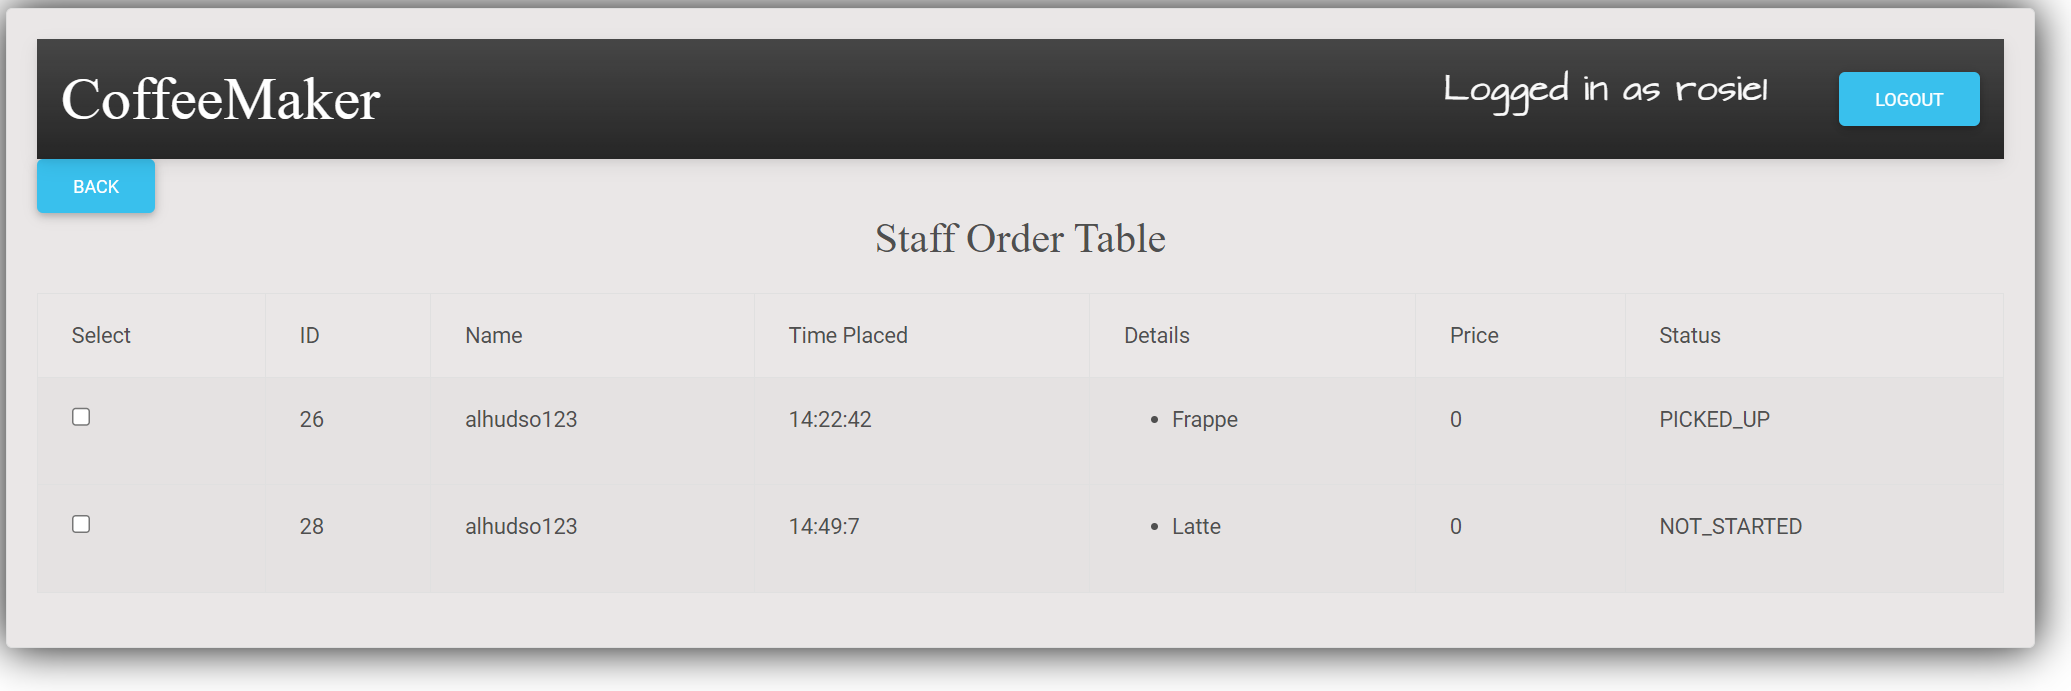 CoffeeMaker Logged in as rosiel LOGOUT
BACK
Staff Order Table
Select ID Name Time Placed Details Price Status
26 alhudso123 14:22:42 • Frappe 0 PICKED_UP
28 alhudso123 14:49:7 • Latte 0 NOT_STARTED